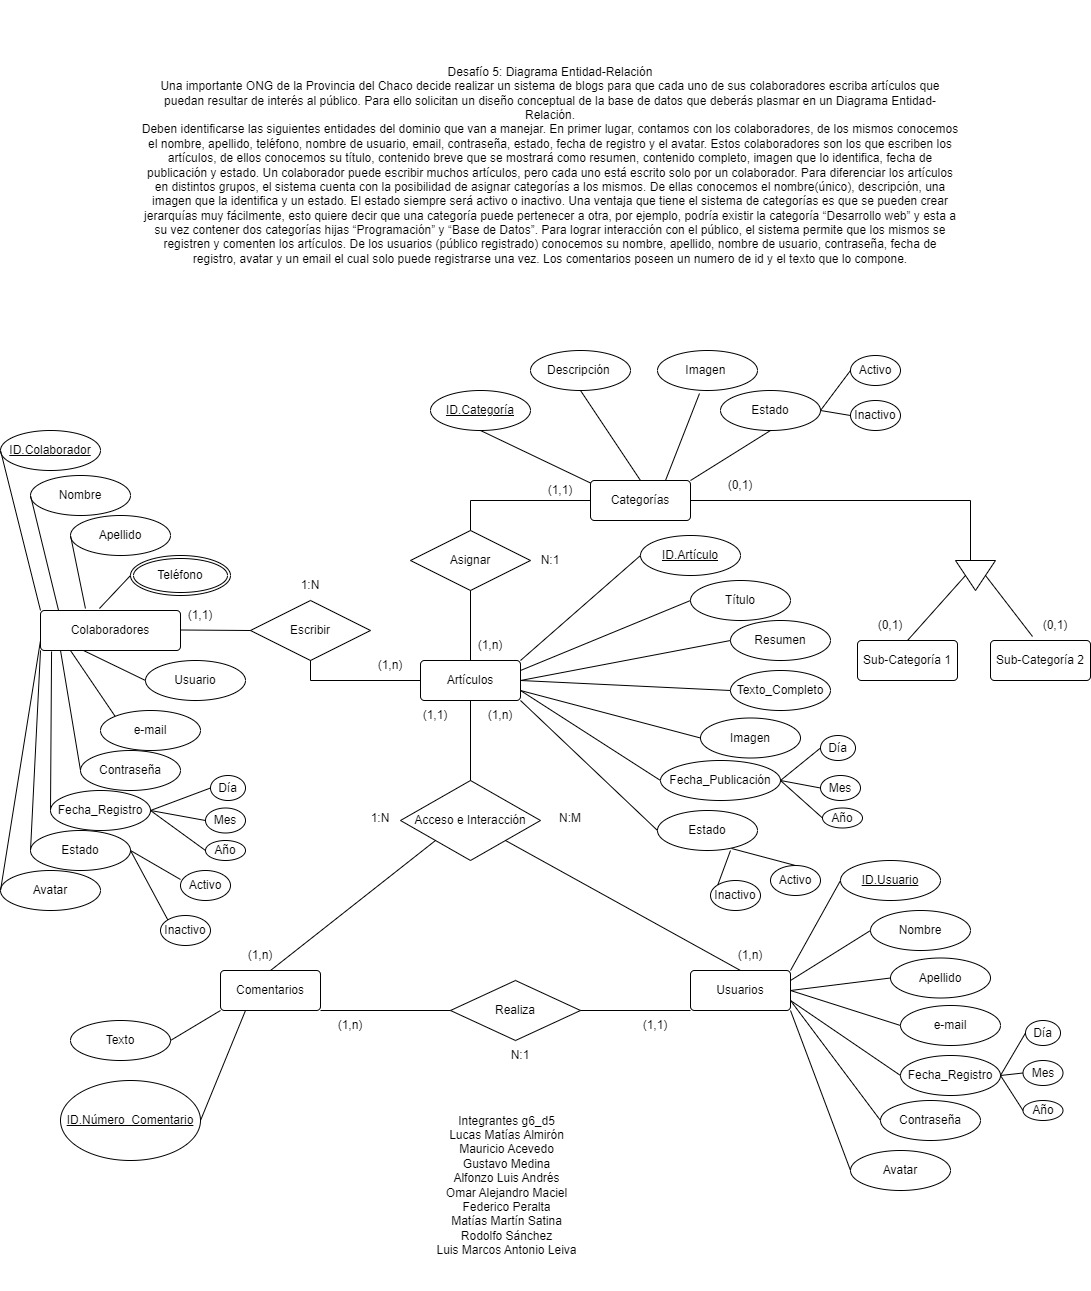 Desafío 5: Diagrama Entidad-Relación
Una importante ONG de la Provincia del Chaco decide realizar un sistema de blogs para que cada uno de sus colaboradores escriba artículos que
puedan resultar de interés al público. Para ello solicitan un diseño conceptual de la base de datos que deberás plasmar en un Diagrama Entidad-
Relación.
Deben identificarse las siguientes entidades del dominio que van a manejar. En primer lugar, contamos con los colaboradores, de los mismos conocemos
el nombre, apellido, teléfono, nombre de usuario, email, contraseña, estado, fecha de registro y el avatar. Estos colaboradores son los que escriben los
artículos, de ellos conocemos su título, contenido breve que se mostrará como resumen, contenido completo, imagen que lo identifica, fecha de
publicación y estado. Un colaborador puede escribir muchos artículos, pero cada uno está escrito solo por un colaborador. Para diferenciar los artículos
en distintos grupos, el sistema cuenta con la posibilidad de asignar categorías a los mismos. De ellas conocemos el nombre(único), descripción, una
imagen que la identifica y un estado. El estado siempre será activo o inactivo. Una ventaja que tiene el sistema de categorías es que se pueden crear
jerarquías muy fácilmente, esto quiere decir que una categoría puede pertenecer a otra, por ejemplo, podría existir la categoría “Desarrollo web” y esta a
su vez contener dos categorías hijas “Programación” y “Base de Datos”. Para lograr interacción con el público, el sistema permite que los mismos se
registren y comenten los artículos. De los usuarios (público registrado) conocemos su nombre, apellido, nombre de usuario, contraseña, fecha de
registro, avatar y un email el cual solo puede registrarse una vez. Los comentarios poseen un numero de id y el texto que lo compone.
Descripción
Imagen
Activo
ID.Categoría
Estado
Inactivo
ID.Colaborador
(1,1)
Categorías
(0,1)
Nombre
Apellido
Asignar
N:1
ID.Artículo
Teléfono
1:N
Título
Colaboradores
(1,1)
Escribir
(0,1)
(0,1)
Resumen
(1,n)
(1,n)
Sub-Categoría 1
Sub-Categoría 2
Usuario
Artículos
Texto_Completo
(1,1)
(1,n)
e-mail
Imagen
Día
Contraseña
Fecha_Publicación
Mes
Día
Fecha_Registro
Mes
1:N
Acceso e Interacción
N:M
Año
Estado
Estado
Año
Avatar
Activo
Inactivo
Activo
ID.Usuario
Inactivo
Nombre
(1,n)
(1,n)
Comentarios
Usuarios
Apellido
Realiza
(1,n)
(1,1)
e-mail
Día
Texto
N:1
Fecha_Registro
Mes
ID.Número_Comentario
Contraseña
Año
Avatar
Integrantes g6_d5
Lucas Matías Almirón
Mauricio Acevedo
Gustavo Medina
Alfonzo Luis Andrés
Omar Alejandro Maciel
Federico Peralta
Matías Martín Satina
Rodolfo Sánchez
Luis Marcos Antonio Leiva